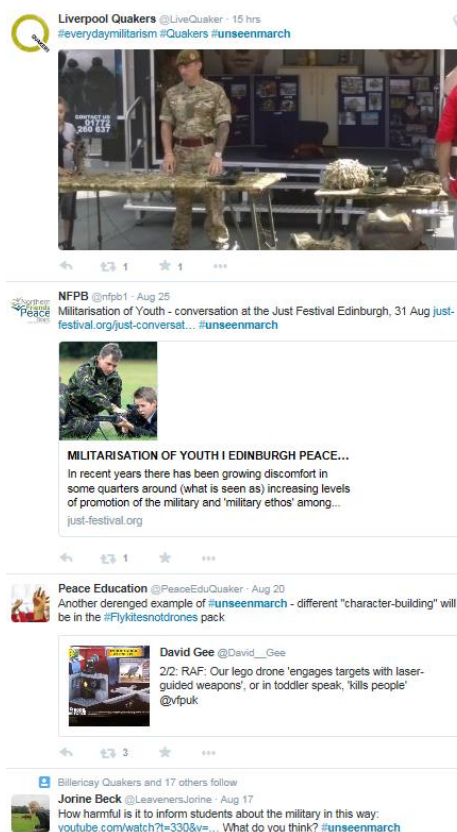 Liverpool Quakers @LiveQuaker · 15 hrs
#everydaymilitarism #Quakers #unseenmarch
QUAKERS
CONTACT US
01772
260 637
1 1
Northern
Friends
Peace
NFPB @nfpb1 · Aug 25
Militarisation of Youth - conversation at the Just Festival Edinburgh, 31 Aug just-
festival.org/just-conversat… #unseenmarch
MILITARISATION OF YOUTH I EDINBURGH PEACE…
In recent years there has been growing discomfort in
some quarters around (what is seen as) increasing levels
of promotion of the military and 'military ethos' among…
just-festival.org
1
Peace Education @PeaceEduQuaker · Aug 20
Another derenged example of #unseenmarch - different "character-building" will
be in the #Flykitesnotdrones pack
David Gee @David__Gee
2/2: RAF: Our lego drone 'engages targets with laser-
guided weapons', or in toddler speak, 'kills people'
@vfpuk
3
Billericay Quakers and 17 others follow
Jorine Beck @LeavenersJorine · Aug 17
How harmful is it to inform students about the military in this way:
youtube.com/watch?t=330&v=… What do you think? #unseenmarch